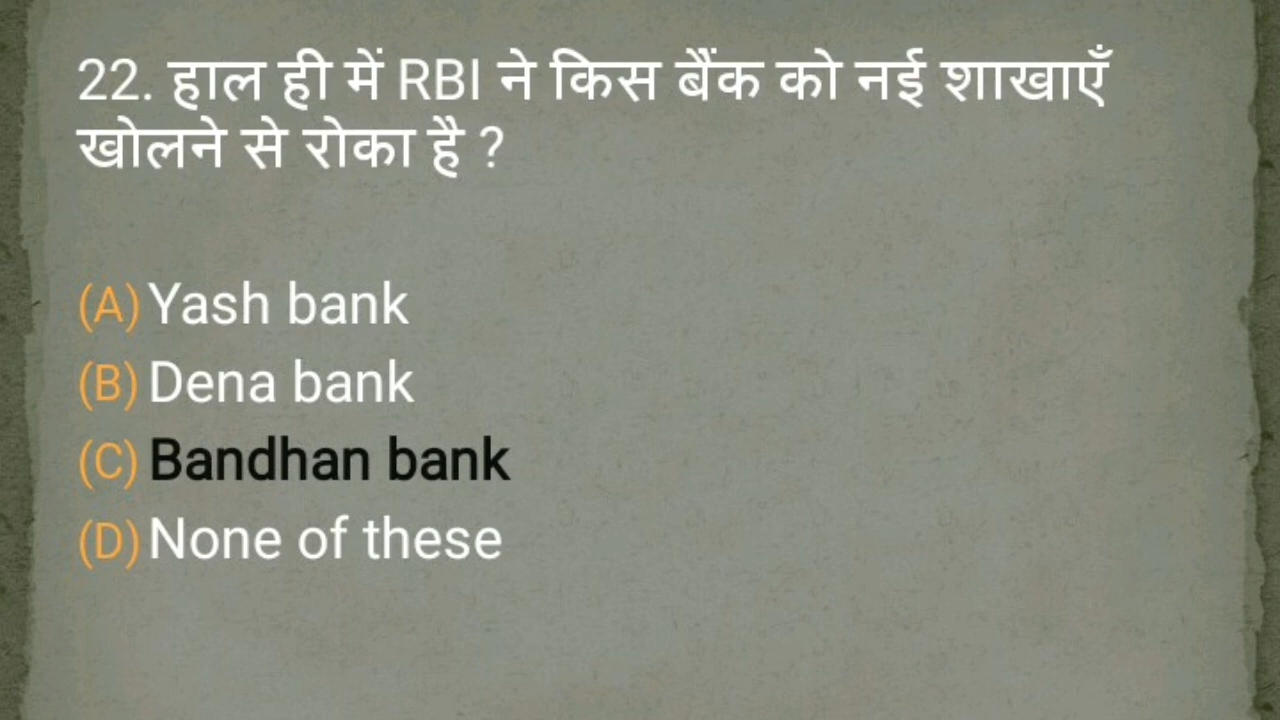 22. हाल ही में RBI ने किस बैंक को नई शाखाएँ
खोलने से रोका है ?
(A) Yash bank
(B) Dena bank
(C) Bandhan bank
(D) None of these